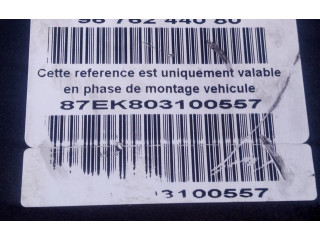 96 762 440 80
Cette reference est uniquement valable
en phase de montage vehicule
87EK803100557
3100557